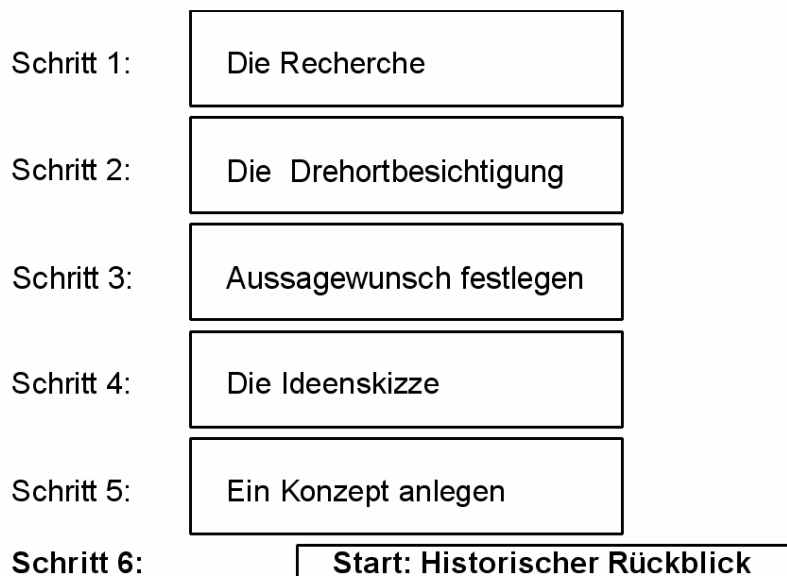 Schritt 1: Die Recherche
Schritt 2: Die Drehortbesichtigung
Schritt 3: Aussagewunsch festlegen
Schritt 4: Die Ideenskizze
Schritt 5: Ein Konzept anlegen
Schritt 6: Start: Historischer Rückblick